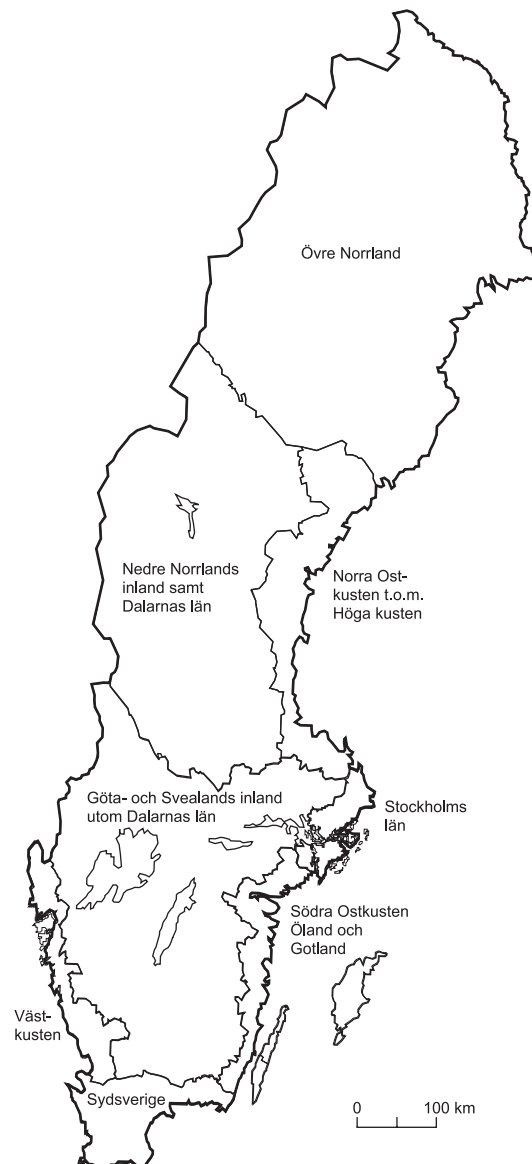 Övre Norrland
Nedre Norrlands
inland samt
Dalarnas län
Norra Ost-
kusten t.o.m.
Höga kusten
Göta- och Svealands inland
utom Dalarnas län
Stockholms
län
Södra Ostkusten
Öland och
Gotland
Väst-
kusten
Sydsverige
0 100 km